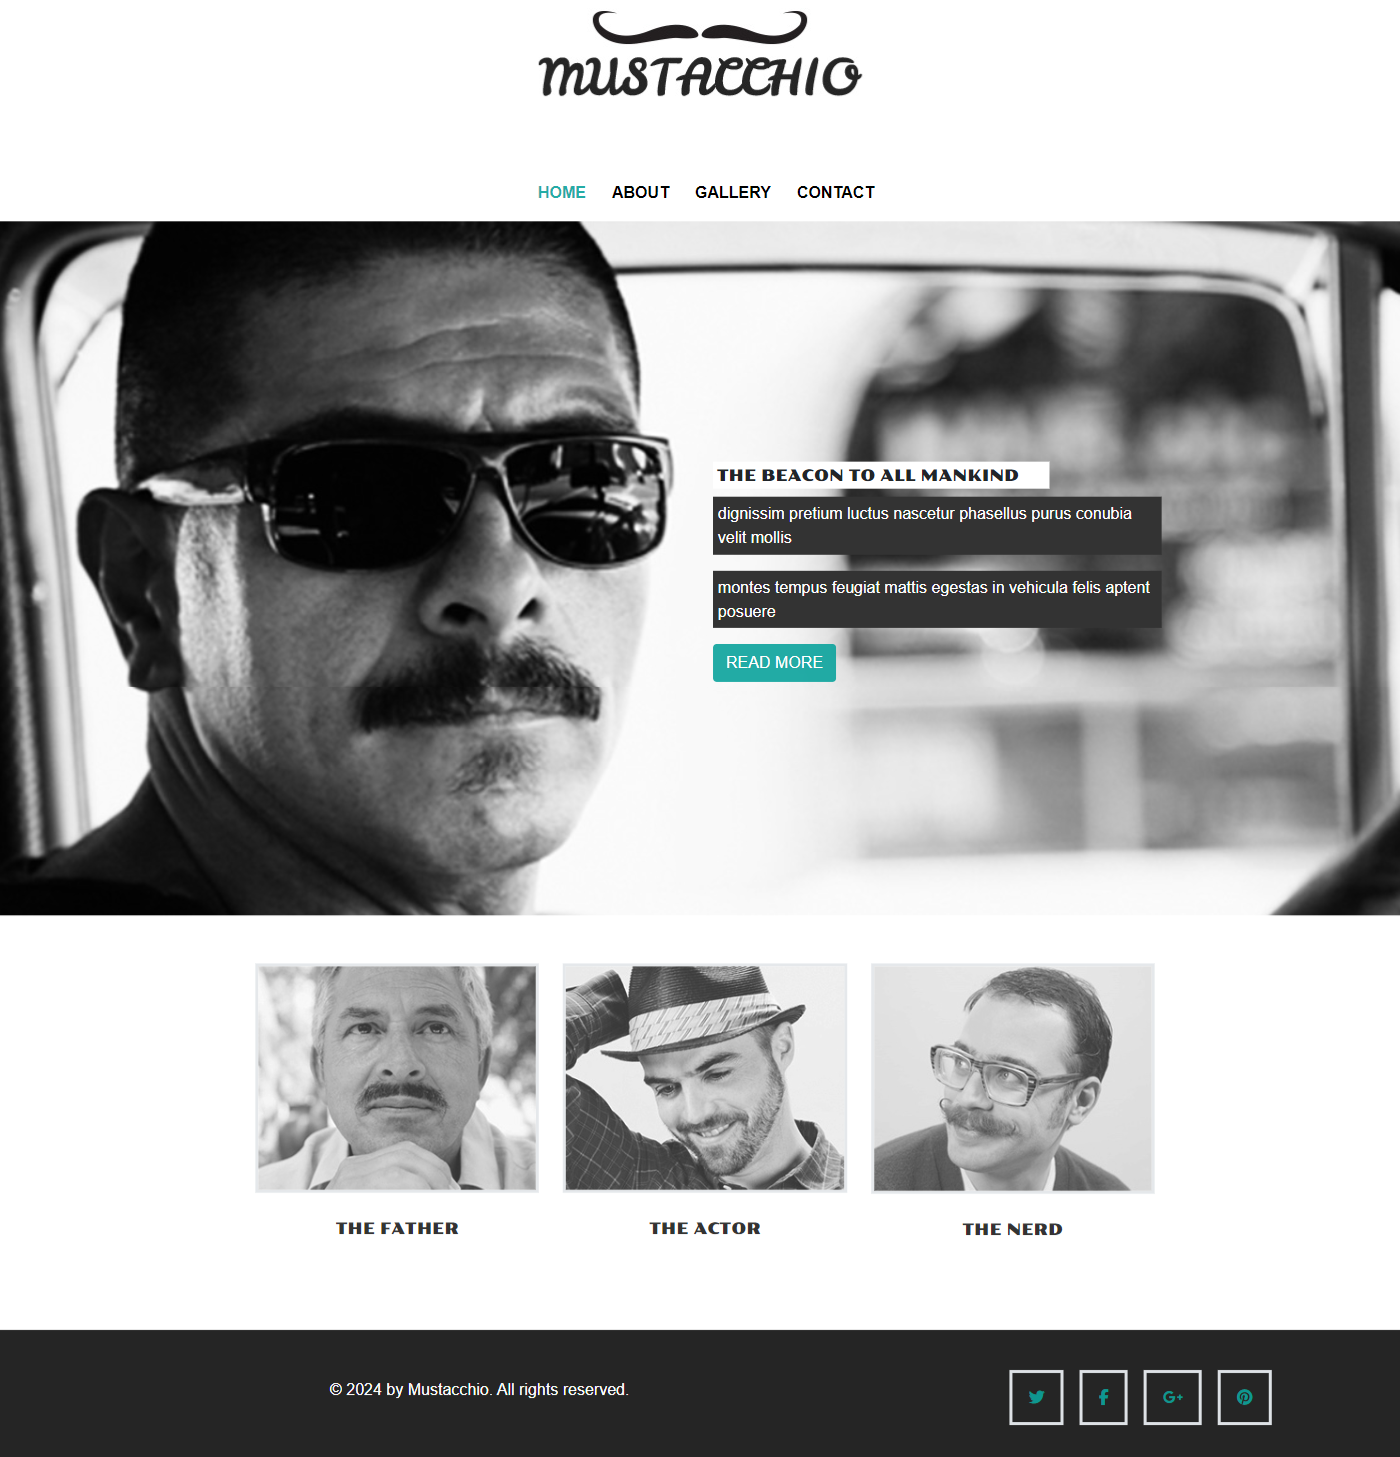 MUSTACCHIO
HOME ABOUT GALLERY CONTACT
THE BEACON TO ALL MANKIND
dignissim pretium luctus nascetur phasellus purus conubia
velit mollis
montes tempus feugiat mattis egestas in vehicula felis aptent
posuere
READ MORE
THE FATHER
THE ACTOR
THE NERD
© 2024 by Mustacchio. All rights reserved.